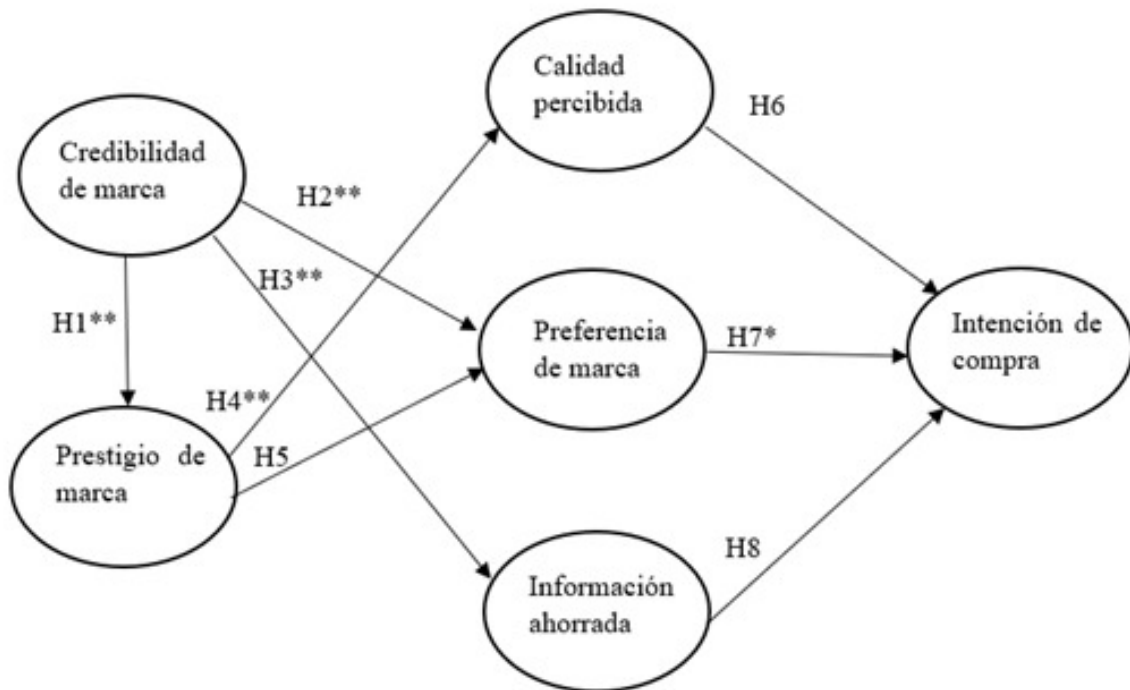 Calidad
percibida
H6
Credibilidad
de marca
H2**
H3**
H1**
Preferencia
de marca
H7*
Intención de
compra
H4**
H5
Prestigio de
marca
H8
Información
ahorrada